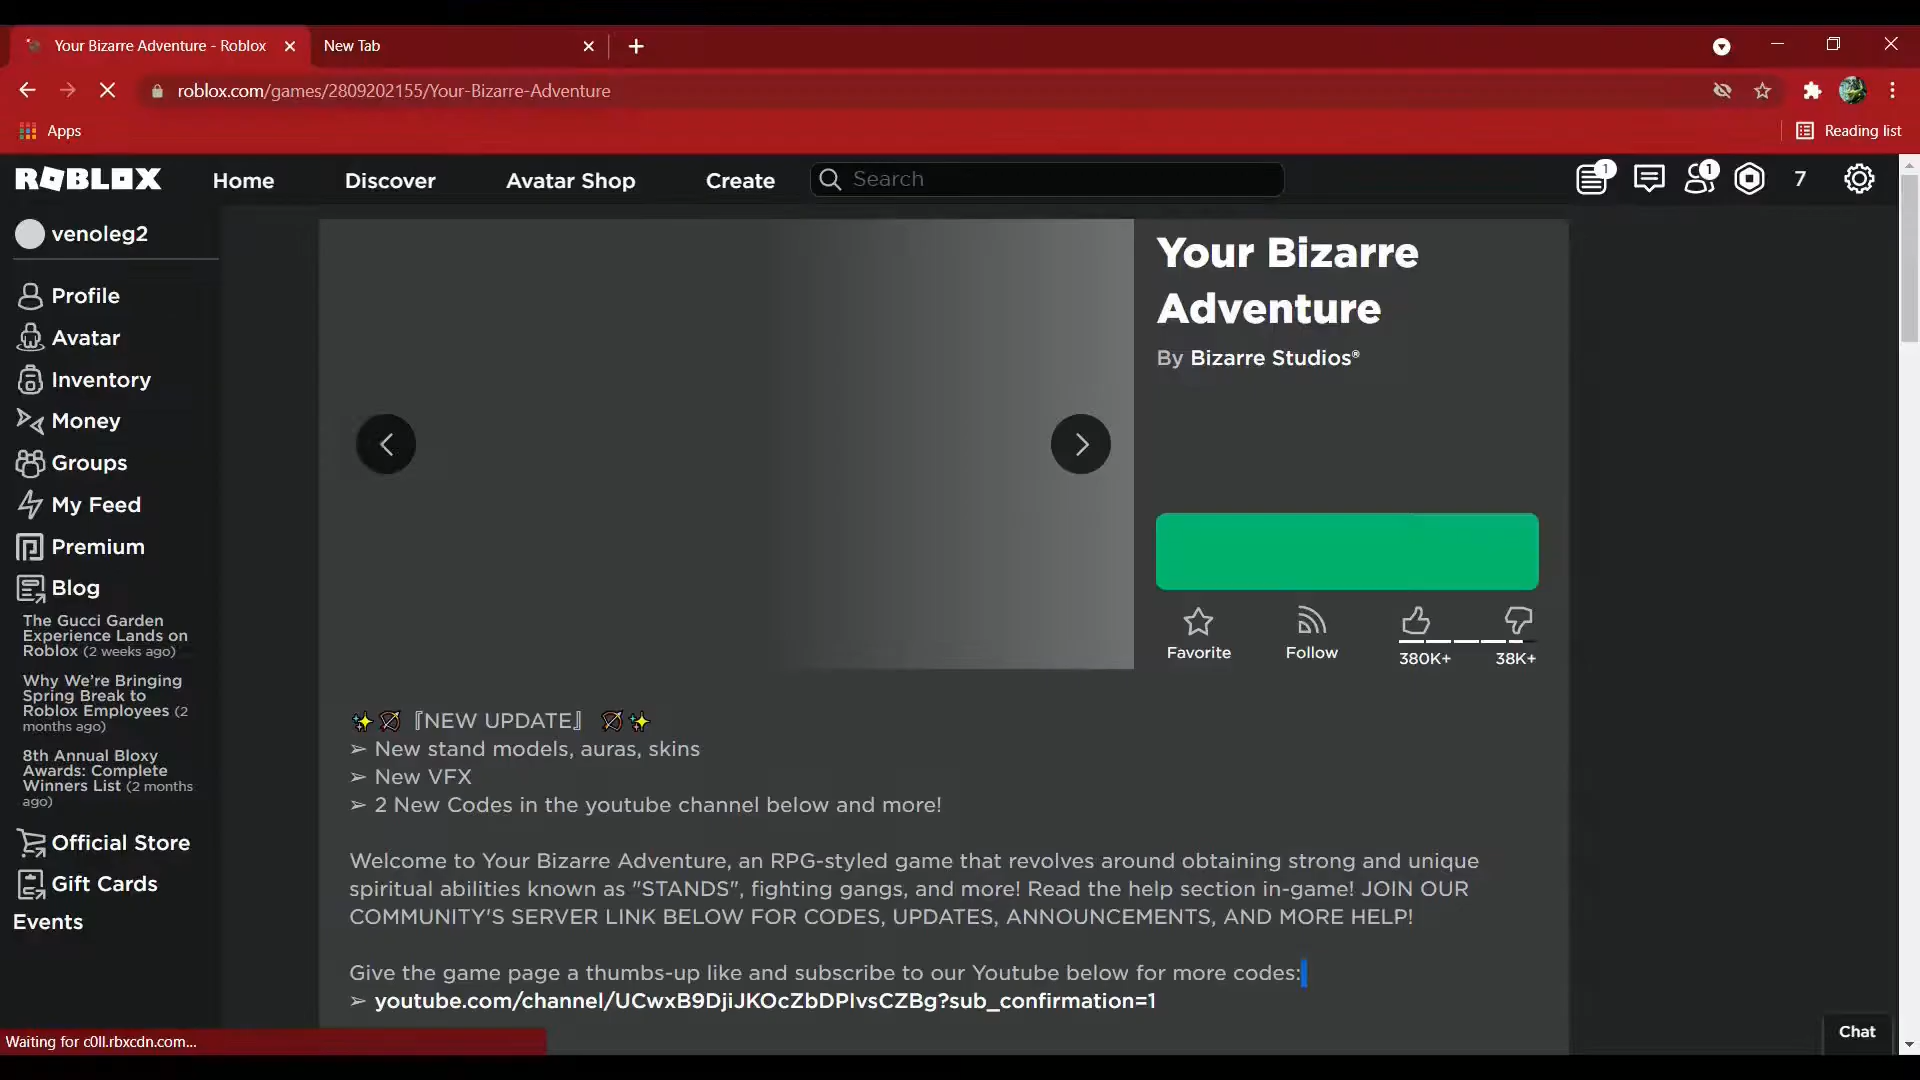 Your Bizarre Adventure - Roblox
New Tab
roblox.com/games/2809202155/Your-Bizarre-Adventure
Apps
Reading list
ROBLOX
Home
Discover
Avatar Shop
Create
Search
1
1
7
venoleg2
Profile
Avatar
Inventory
Money
Groups
My Feed
Premium
Blog
The Gucci Garden
Experience Lands on
Roblox (2 weeks ago)
Why We're Bringing
Spring Break to
Roblox Employees (2
months ago)
8th Annual Bloxy
Awards: Complete
Winners List (2 months
ago)
Official Store
Gift Cards
Events
Your Bizarre
Adventure
By Bizarre Studios®
Favorite
Follow
380K+
38K+
✨🏹『NEW UPDATE』 🏹✨
➢ New stand models, auras, skins
➢ New VFX
➢ 2 New Codes in the youtube channel below and more!
Welcome to Your Bizarre Adventure, an RPG-styled game that revolves around obtaining strong and unique
spiritual abilities known as "STANDS", fighting gangs, and more! Read the help section in-game! JOIN OUR
COMMUNITY'S SERVER LINK BELOW FOR CODES, UPDATES, ANNOUNCEMENTS, AND MORE HELP!
Give the game page a thumbs-up like and subscribe to our Youtube below for more codes:
➢ youtube.com/channel/UCwxB9DjiJKOcZbDPlvsCZBg?sub_confirmation=1
Waiting for c0ll.rbxcdn.com...
Chat